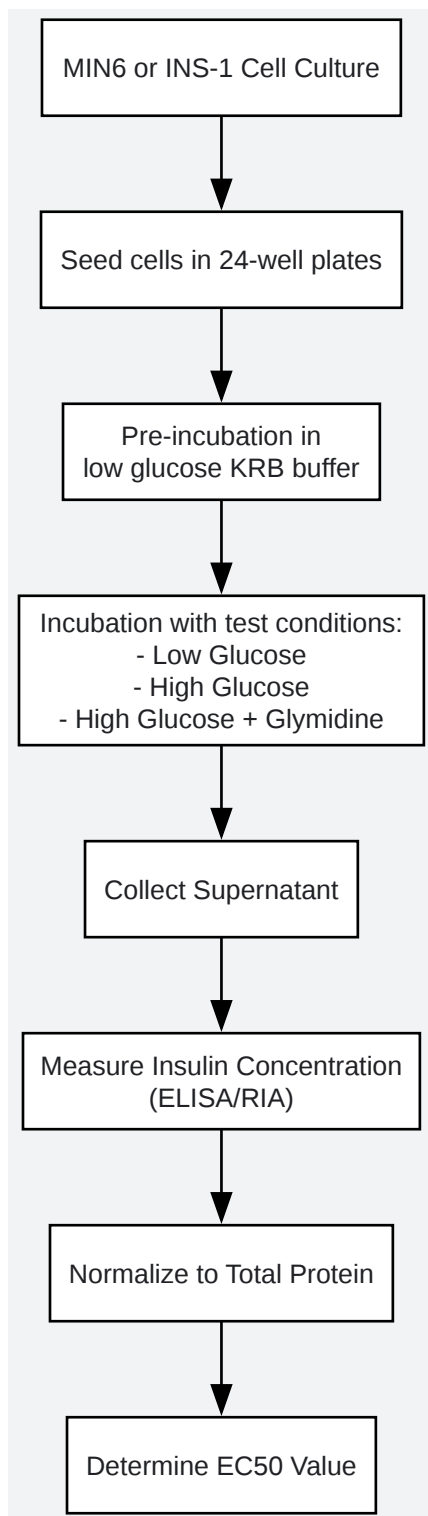 MIN6 or INS-1 Cell Culture
Seed cells in 24-well plates
Pre-incubation in
low glucose KRB buffer
Incubation with test conditions:
- Low Glucose
- High Glucose
- High Glucose + Glymidine
Collect Supernatant
Measure Insulin Concentration
(ELISA/RIA)
Normalize to Total Protein
Determine EC50 Value